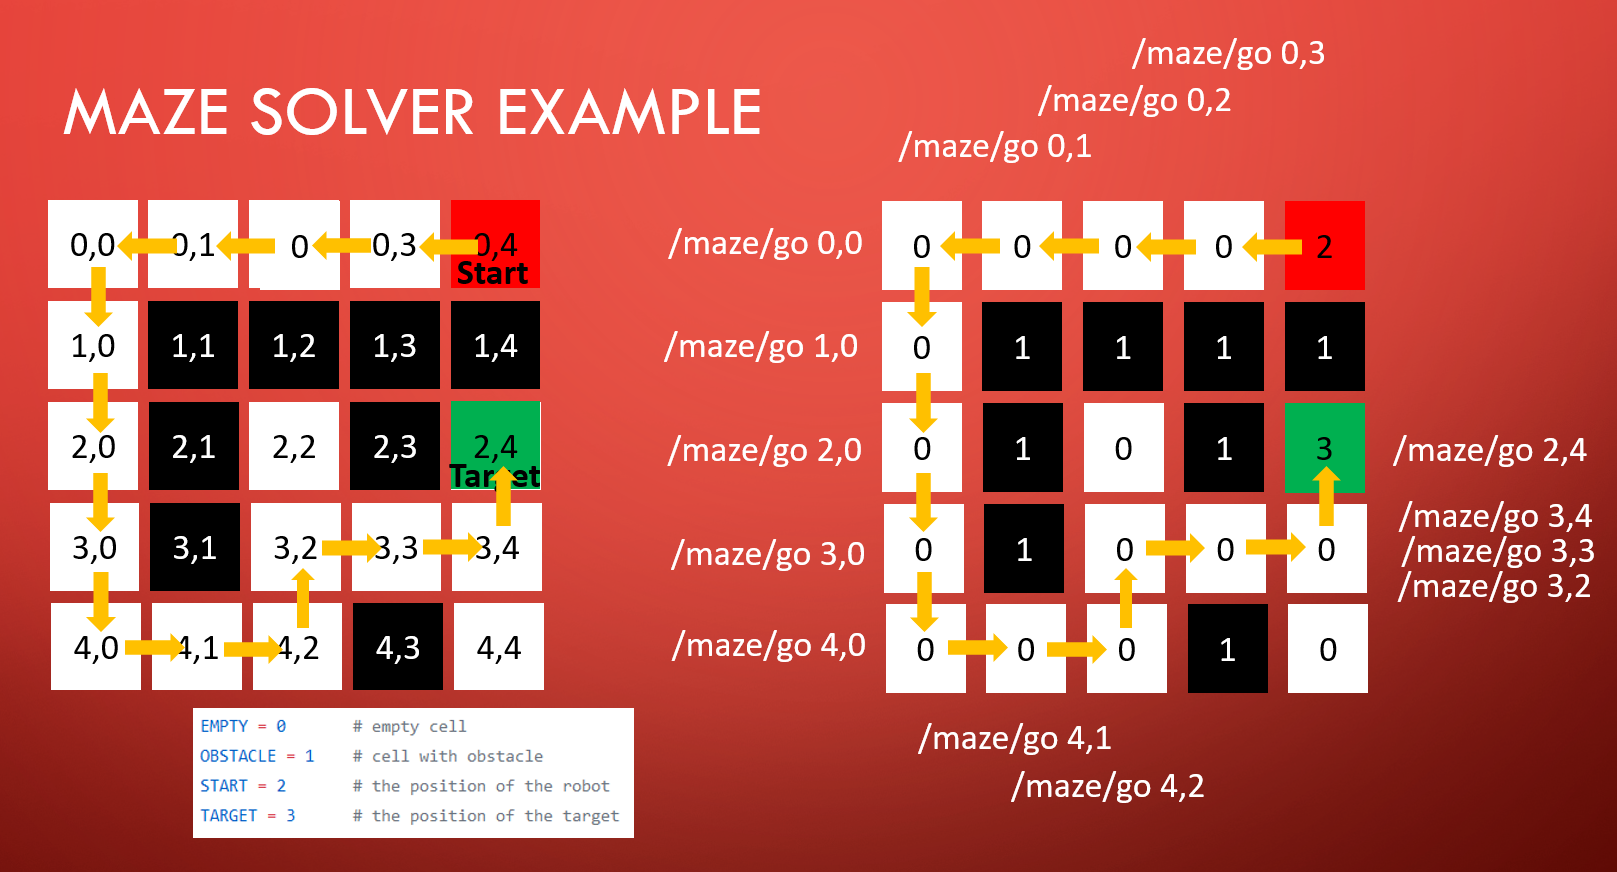 MAZE SOLVER EXAMPLE
0,0 0,1 0 0,3 0,4
Start
1,0 1,1 1,2 1,3 1,4
2,0 2,1 2,2 2,3 2,4
Target
3,0 3,1 3,2 3,3 3,4
4,0 4,1 4,2 4,3 4,4
EMPTY = 0 # empty cell
OBSTACLE = 1 # cell with obstacle
START = 2 # the position of the robot
TARGET = 3 # the position of the target
/maze/go 0,3
/maze/go 0,2
/maze/go 0,1
/maze/go 0,0 0 0 0 0 2
/maze/go 1,0 0 1 1 1 1
/maze/go 2,0 0 1 0 1 3 /maze/go 2,4
/maze/go 3,4
/maze/go 3,0 0 1 0 0 0 /maze/go 3,3
/maze/go 3,2
/maze/go 4,0 0 0 0 1 0
/maze/go 4,1
/maze/go 4,2